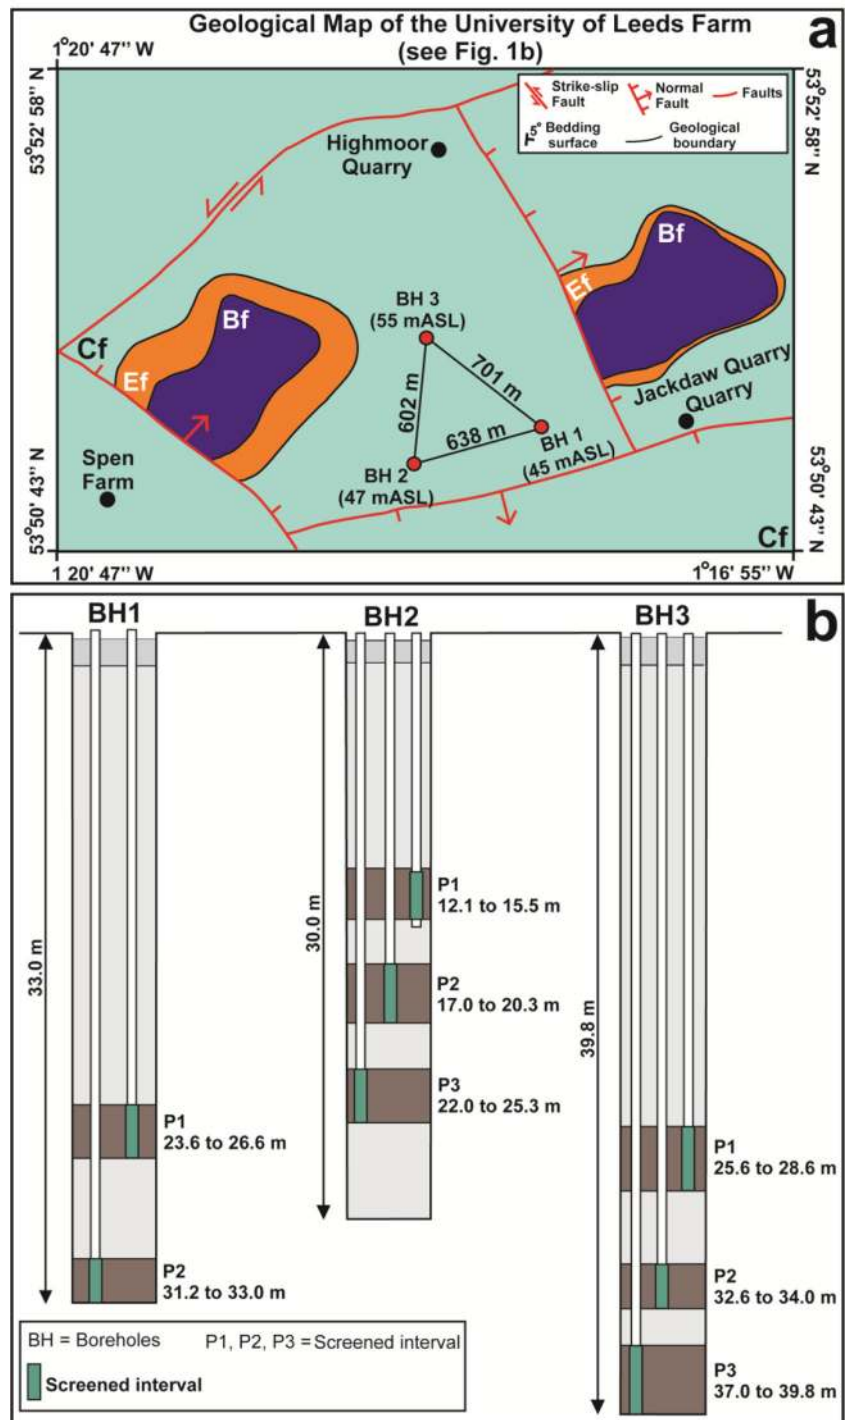 Geological Map of the University of Leeds Farm
(see Fig. 1b)
a
1°20' 47'' W
53°52' 58'' N
53°52' 58'' N
Strike-slip
Fault
Normal
Fault
Faults
5° Bedding
surface
Geological
boundary
Highmoor
Quarry
Bf
Ef
BH 3
(55 mASL)
Bf
Cf
Ef
701 m
602 m
638 m
Jackdaw Quarry
Quarry
BH 1
(45 mASL)
BH 2
(47 mASL)
Spen
Farm
53°50' 43'' N
53°50' 43'' N
Cf
1 20' 47'' W
1°16' 55'' W
BH1
BH2
BH3
b
33.0 m
30.0 m
39.8 m
P1
12.1 to 15.5 m
P2
17.0 to 20.3 m
P3
22.0 to 25.3 m
P1
23.6 to 26.6 m
P2
31.2 to 33.0 m
P1
25.6 to 28.6 m
P2
32.6 to 34.0 m
P3
37.0 to 39.8 m
BH = Boreholes P1, P2, P3 = Screened interval
Screened interval